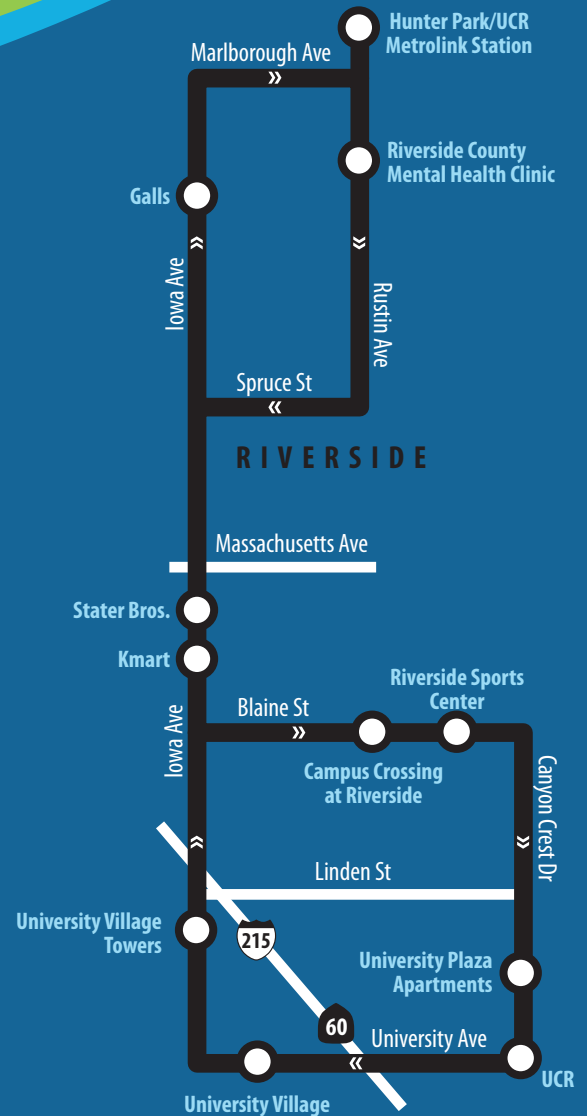 Hunter Park/UCR
Metrolink Station
Marlborough Ave
Riverside County
Mental Health Clinic
Galls
Iowa Ave
Rustin Ave
Spruce St
RIVERSIDE
Massachusetts Ave
Stater Bros.
Kmart
Riverside Sports
Center
Iowa Ave
Blaine St
Campus Crossing
at Riverside
Canyon Crest Dr
Linden St
University Village
Towers
215
University Plaza
Apartments
60
University Ave
UCR
University Village